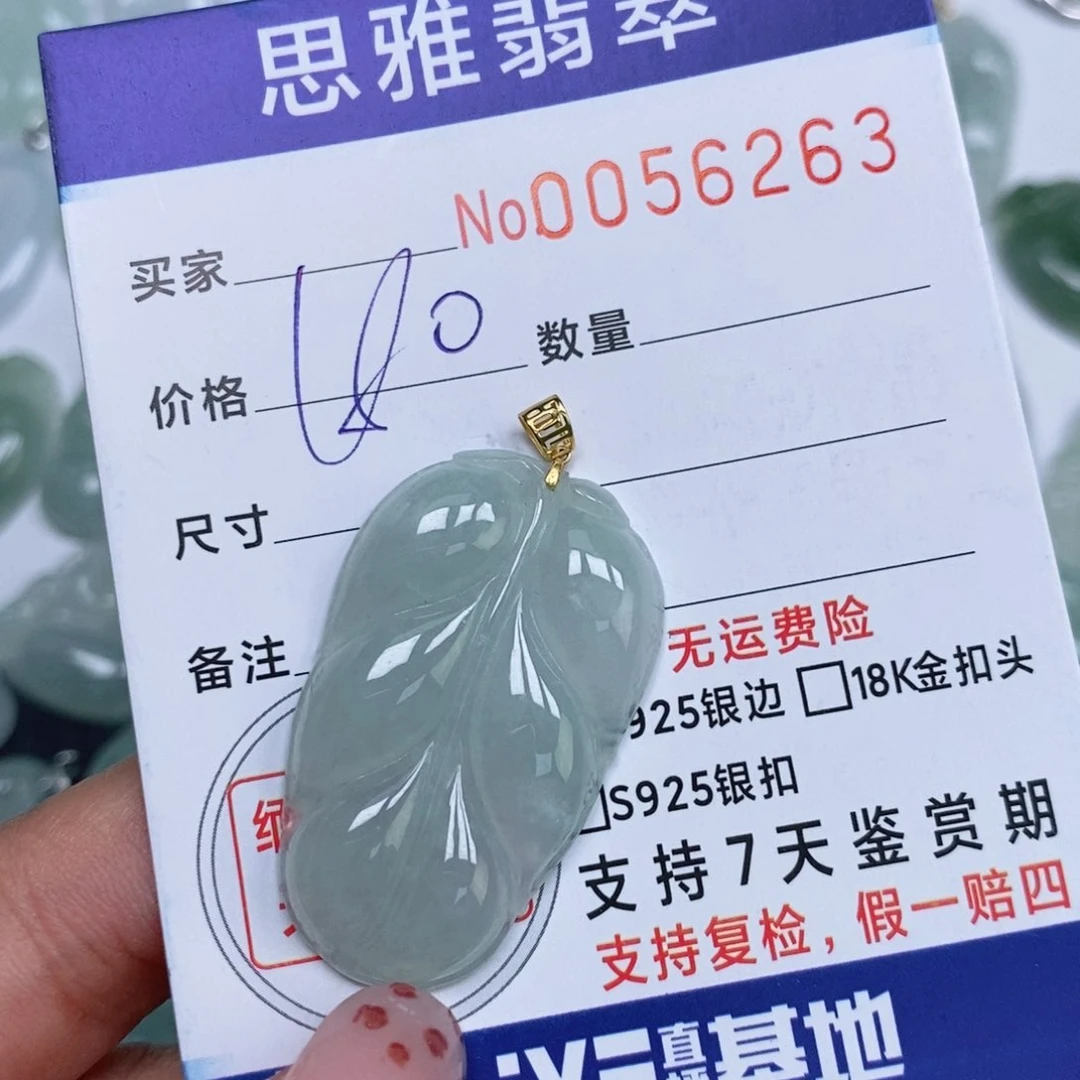 思雅翡翠
No.0056263
买家
价格
数量
尺寸
备注
无运费险
925银边 □18K金扣头
□S925银扣
支持7天鉴赏期
支持复检，假一赔四
基地